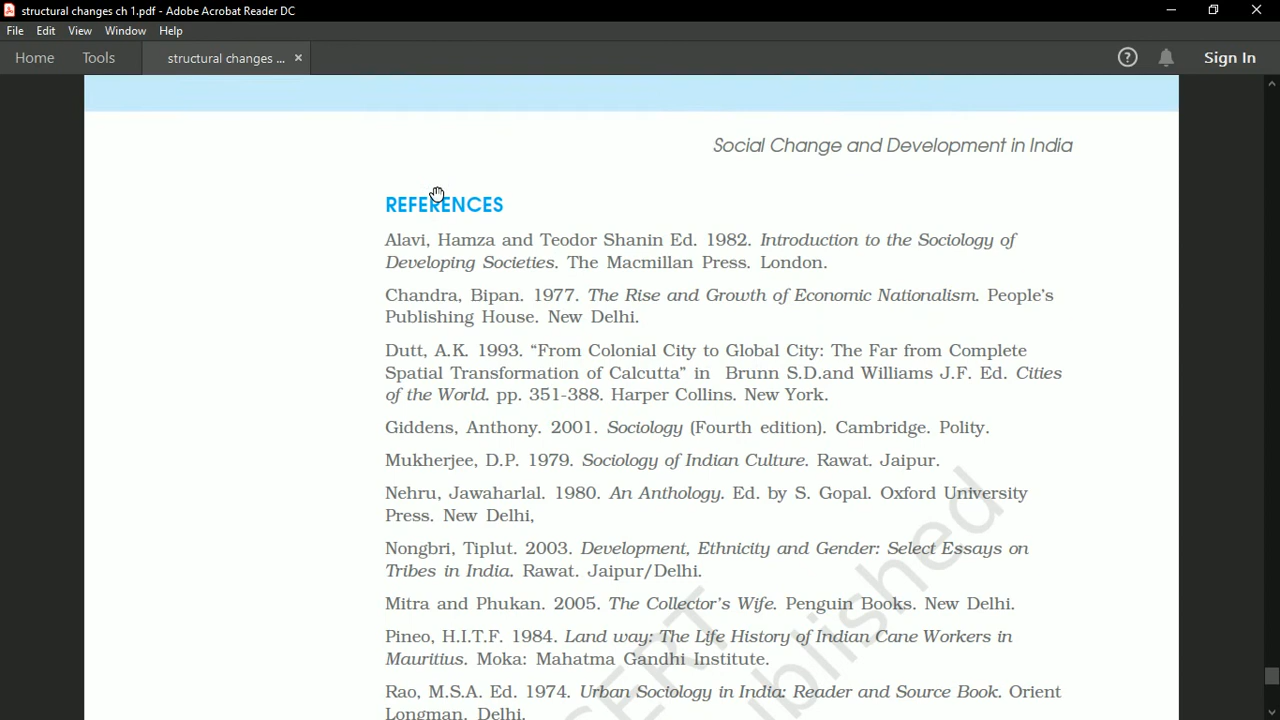 structural changes ch 1.pdf - Adobe Acrobat Reader DC
File Edit View Window Help
Home Tools structural changes ... × ? Sign In
Social Change and Development in India
REFERENCES
Alavi, Hamza and Teodor Shanin Ed. 1982. Introduction to the Sociology of
Developing Societies. The Macmillan Press. London.
Chandra, Bipan. 1977. The Rise and Growth of Economic Nationalism. People's
Publishing House. New Delhi.
Dutt, A.K. 1993. “From Colonial City to Global City: The Far from Complete
Spatial Transformation of Calcutta” in Brunn S.D.and Williams J.F. Ed. Cities
of the World. pp. 351-388. Harper Collins. New York.
Giddens, Anthony. 2001. Sociology (Fourth edition). Cambridge. Polity.
Mukherjee, D.P. 1979. Sociology of Indian Culture. Rawat. Jaipur.
Nehru, Jawaharlal. 1980. An Anthology. Ed. by S. Gopal. Oxford University
Press. New Delhi,
Nongbri, Tiplut. 2003. Development, Ethnicity and Gender: Select Essays on
Tribes in India. Rawat. Jaipur/Delhi.
Mitra and Phukan. 2005. The Collector's Wife. Penguin Books. New Delhi.
Pineo, H.I.T.F. 1984. Land way: The Life History of Indian Cane Workers in
Mauritius. Moka: Mahatma Gandhi Institute.
Rao, M.S.A. Ed. 1974. Urban Sociology in India: Reader and Source Book. Orient
Longman. Delhi.